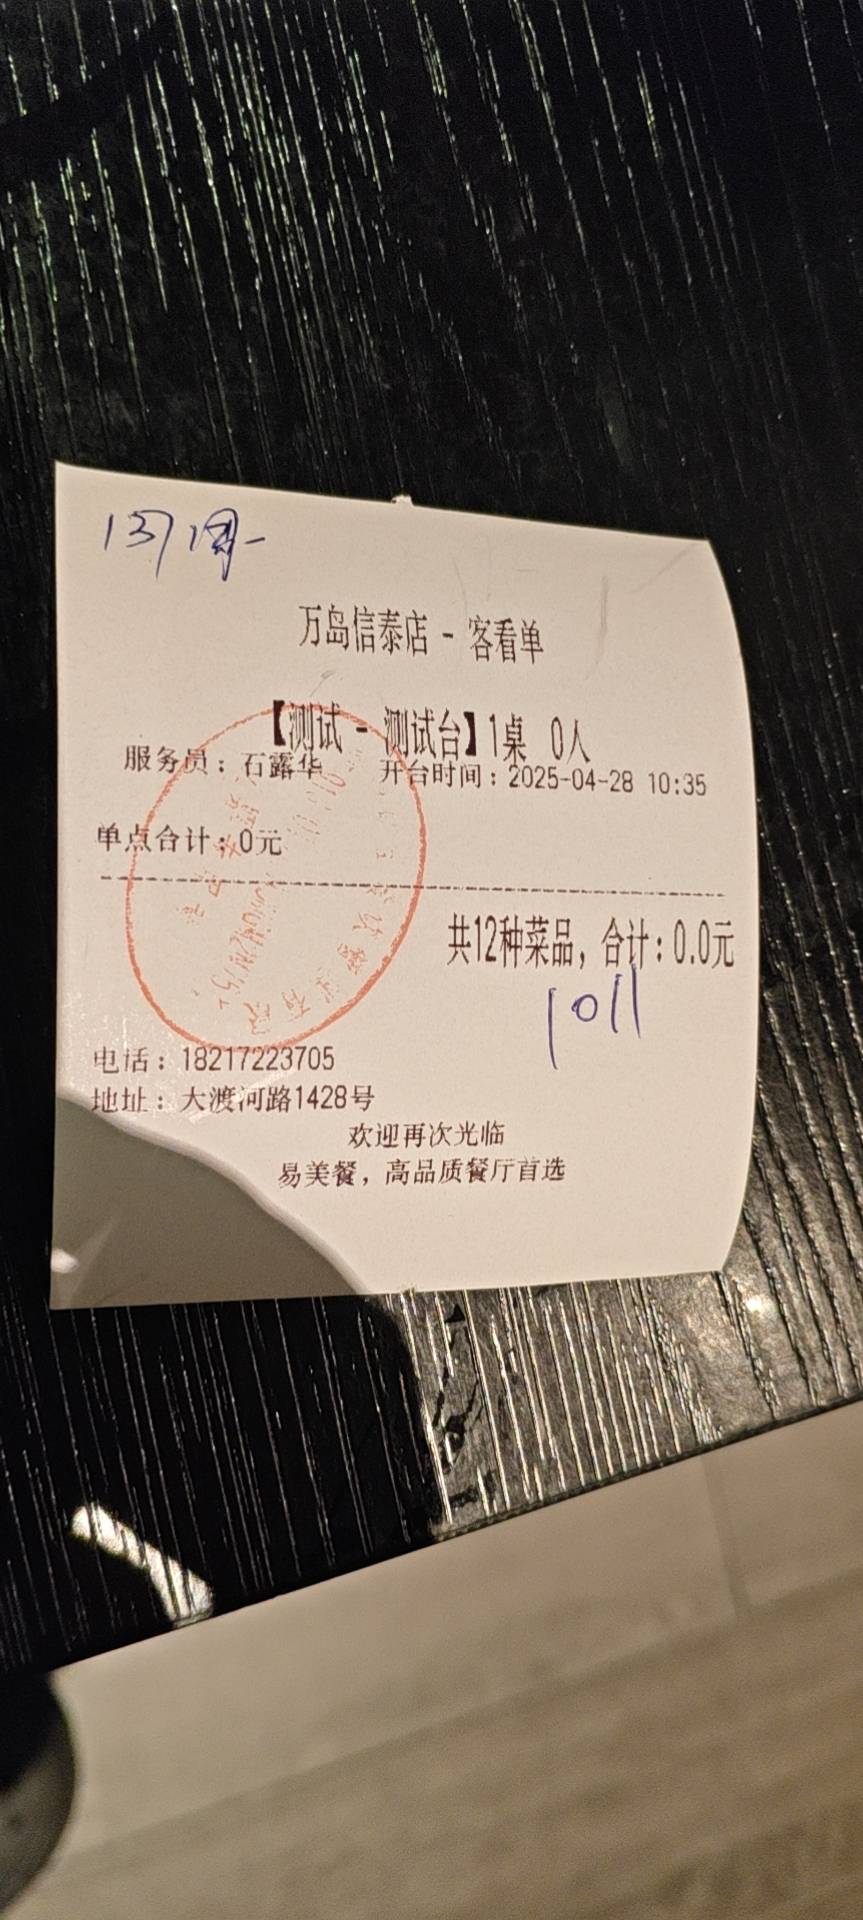 万岛信泰店 - 客看单
【测试 - 测试台】1桌 0人
服务员：石露华 开台时间：2025-04-28 10:35
单点合计：0元
共12种菜品，合计：0.0元
1011
电话：18217223705
地址：大渡河路1428号
欢迎再次光临
易美餐，高品质餐厅首选